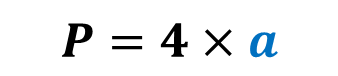 P = 4 × a